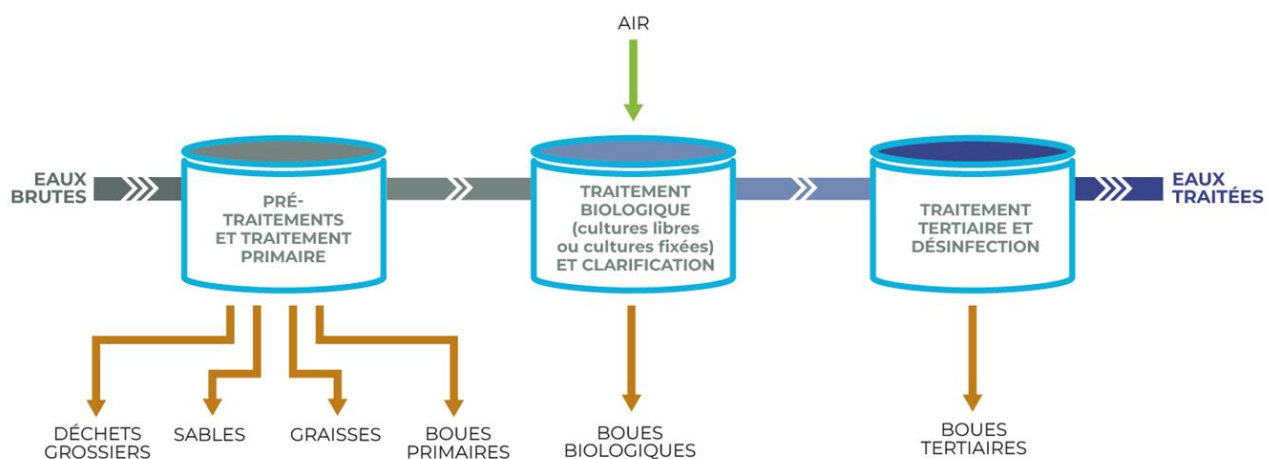 AIR
EAUX
BRUTES
PRÉ-
TRAITEMENTS
ET TRAITEMENT
PRIMAIRE
TRAITEMENT
BIOLOGIQUE
(cultures libres
ou cultures fixées)
ET CLARIFICATION
TRAITEMENT
TERTIAIRE ET
DÉSINFECTION
EAUX
TRAITÉES
DÉCHETS
GROSSIERS
SABLES
GRAISSES
BOUES
PRIMAIRES
BOUES
BIOLOGIQUES
BOUES
TERTIAIRES